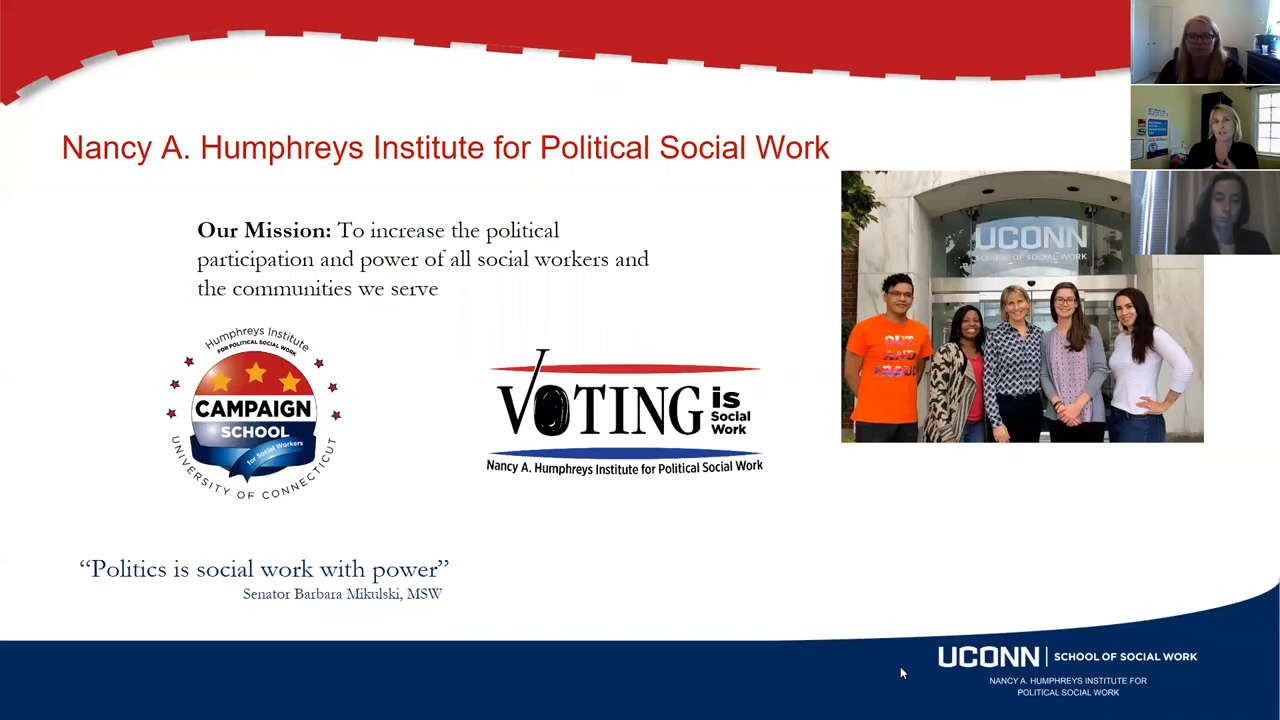 Nancy A. Humphreys Institute for Political Social Work
Our Mission: To increase the political
participation and power of all social workers and
the communities we serve
Humphreys Institute
FOR POLITICAL SOCIAL WORK
CAMPAIGN
SCHOOL
for Social Workers
UNIVERSITY OF CONNECTICUT
VOTING is
Social
Work
Nancy A. Humphreys Institute for Political Social Work
UCONN
SCHOOL OF SOCIAL WORK
OUT
AND
PROUD
“Politics is social work with power”
Senator Barbara Mikulski, MSW
UCONN | SCHOOL OF SOCIAL WORK
NANCY A. HUMPHREYS INSTITUTE FOR
POLITICAL SOCIAL WORK